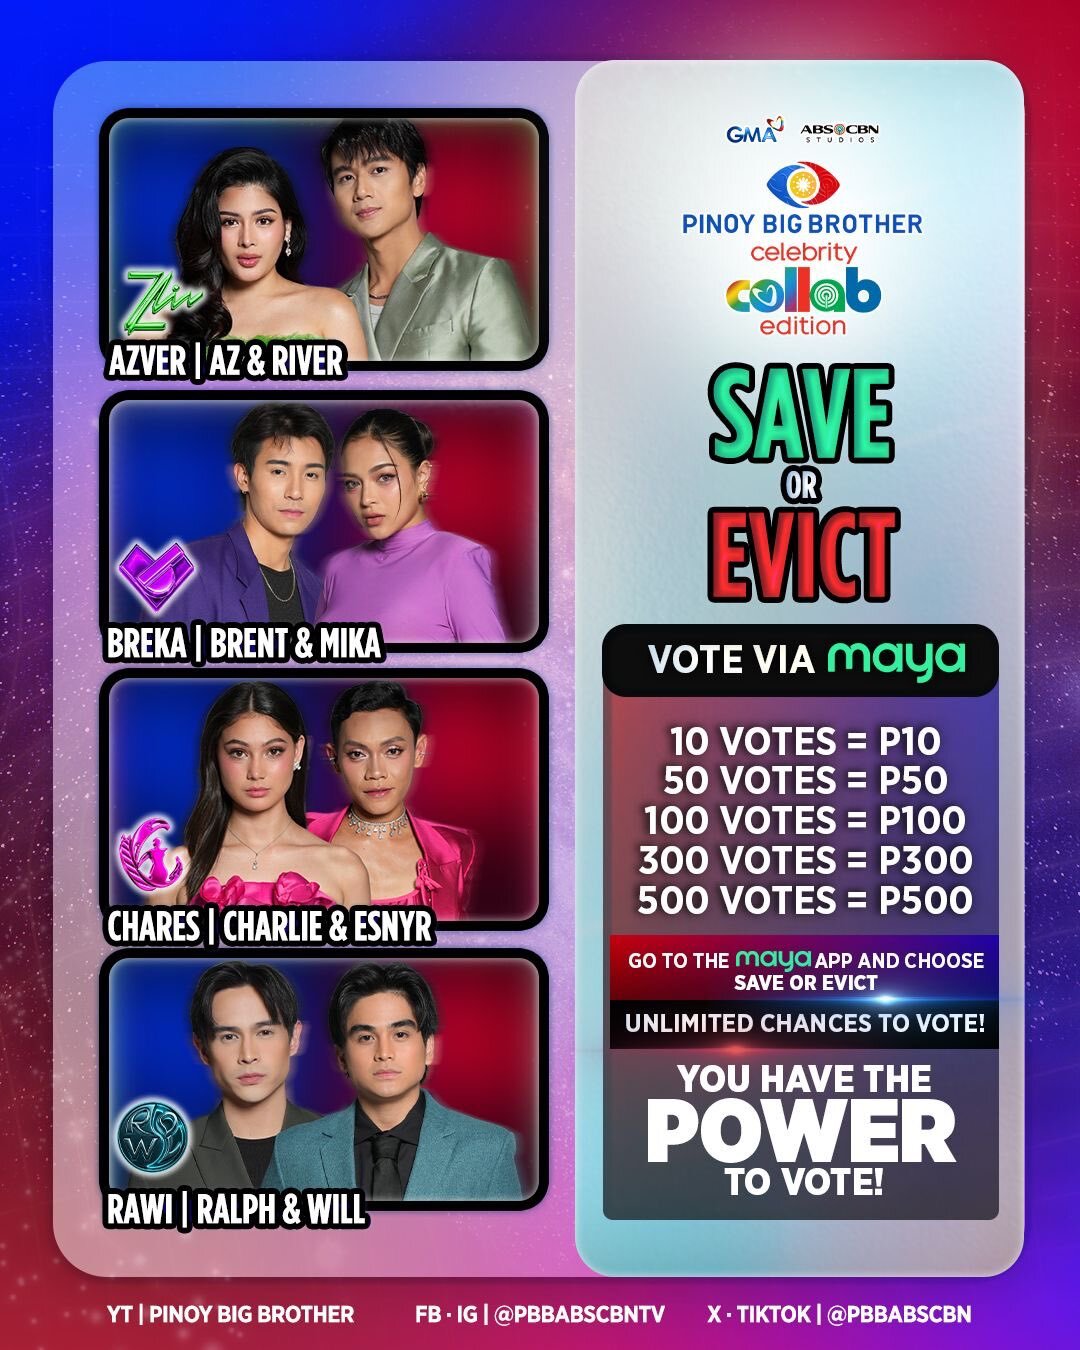 AZVER | AZ & RIVER
BREKA | BRENT & MIKA
CHARES | CHARLIE & ESNYR
RPDL
W
RAWI | RALPH & WILL
GMA ABS CBN
STUDIOS
PINOY BIG BROTHER
celebrity
collab
edition
SAVE
OR
EVICT
VOTE VIA maya
10 VOTES = P10
50 VOTES = P50
100 VOTES = P100
300 VOTES = P300
500 VOTES = P500
GO TO THE maya APP AND CHOOSE
SAVE OR EVICT
UNLIMITED CHANCES TO VOTE!
YOU HAVE THE
POWER
TO VOTE!
YT | PINOY BIG BROTHER FB · IG | @PBBABSCBNTV X · TIKTOK | @PBBABSCBN